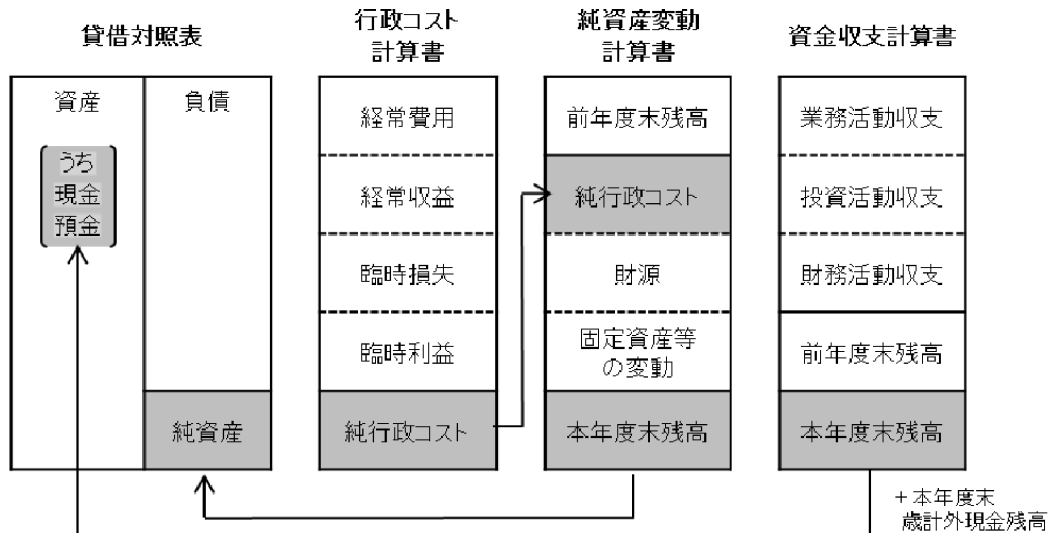 貸借対照表
行政コスト
計算書
純資産変動
計算書
資金収支計算書
資産
負債
うち
現金
預金
純資産
経常費用
経常収益
臨時損失
臨時利益
純行政コスト
前年度末残高
純行政コスト
財源
固定資産等
の変動
本年度末残高
業務活動収支
投資活動収支
財務活動収支
前年度末残高
本年度末残高
+本年度末
歳計外現金残高